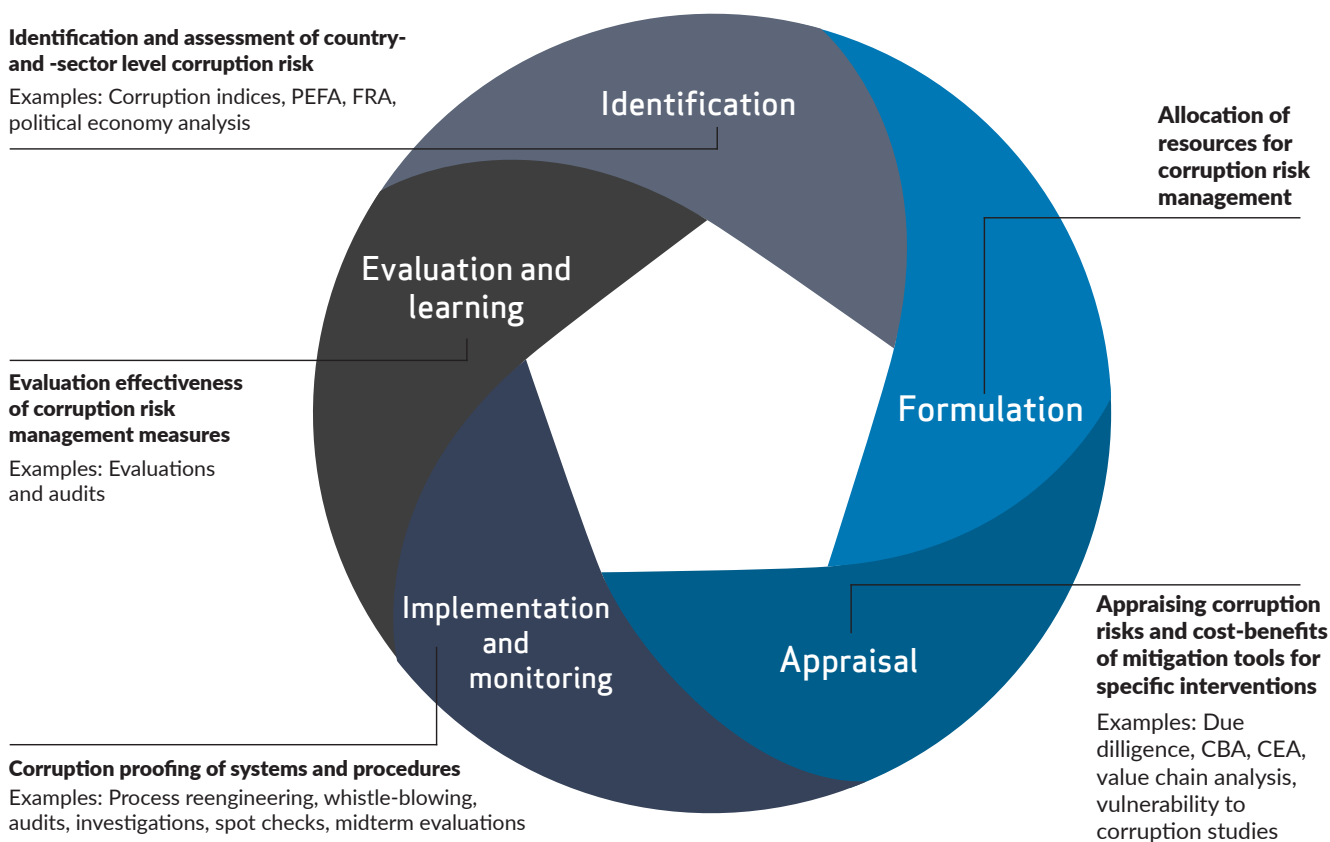 Identification and assessment of country-
and -sector level corruption risk
Examples: Corruption indices, PEFA, FRA,
political economy analysis
Identification
Allocation of
resources for
corruption risk
management
Formulation
Appraising corruption
risks and cost-benefits
of mitigation tools for
specific interventions
Examples: Due
dilligence, CBA, CEA,
value chain analysis,
vulnerability to
corruption studies
Appraisal
Implementation
and
monitoring
Corruption proofing of systems and procedures
Examples: Process reengineering, whistle-blowing,
audits, investigations, spot checks, midterm evaluations
Evaluation and
learning
Evaluation effectiveness
of corruption risk
management measures
Examples: Evaluations
and audits